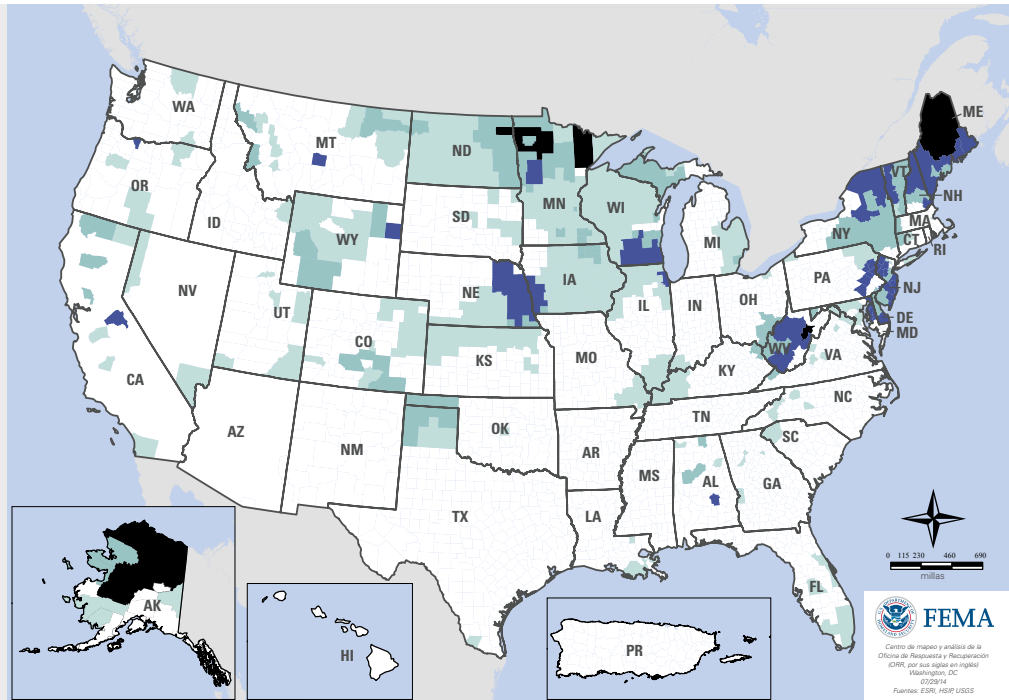 WA
MT
ND
ME
OR
ID
SD
MN
WI
VT
NH
WY
MI
NY
MA
CT
RI
NV
UT
NE
IA
IL
IN
OH
PA
NJ
CO
DE
MD
CA
KS
MO
WV
VA
KY
AZ
NM
OK
AR
TN
NC
SC
TX
LA
MS
AL
GA
FL
AK
HI
PR
0 115 230 460 690
millas
U.S. DEPARTMENT OF
HOMELAND SECURITY
FEMA
Centro de mapeo y análisis de la
Oficina de Respuesta y Recuperación
(ORR, por sus siglas en inglés)
Washington, DC
07/29/14
Fuentes: ESRI, HSIP, USGS